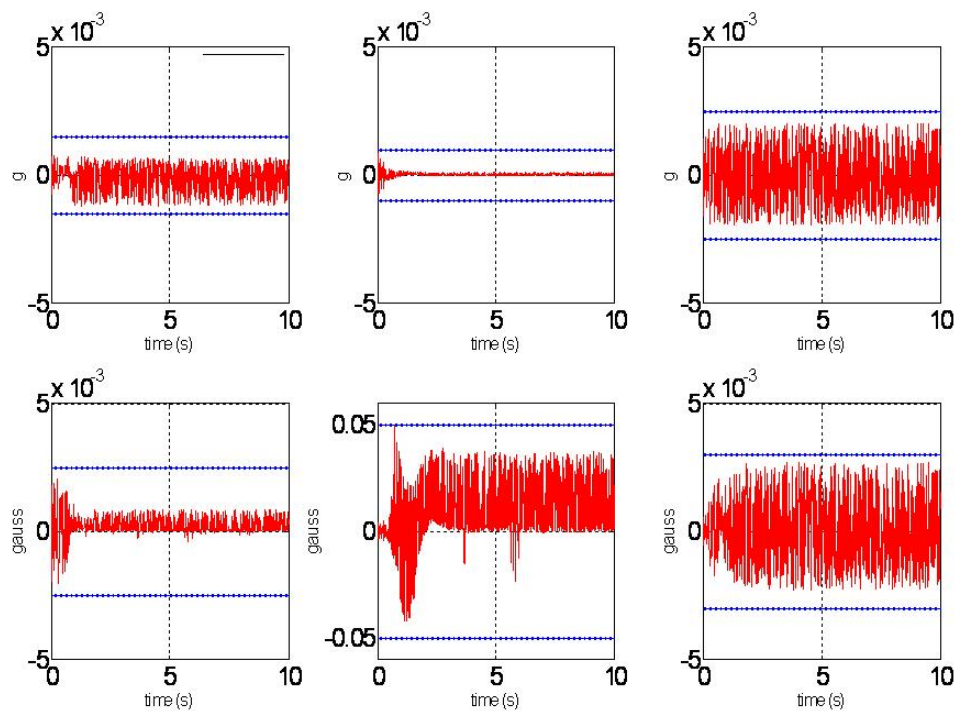 x 10-3 x 10-3 x 10-3
5 5 5
g 0 g 0 g 0
-5 -5 -5
0 5 10 0 5 10 0 5 10
time (s) time (s) time (s)
x 10-3 x 10-3
5 0.05 5
gauss 0 gauss 0 gauss 0
-0.05
-5 -5
0 5 10 0 5 10 0 5 10
time (s) time (s) time (s)